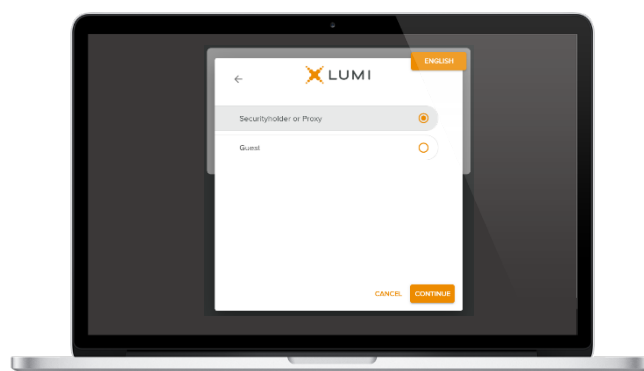 ENGLISH
LUMI
Securityholder or Proxy
Guest
CANCEL
CONTINUE